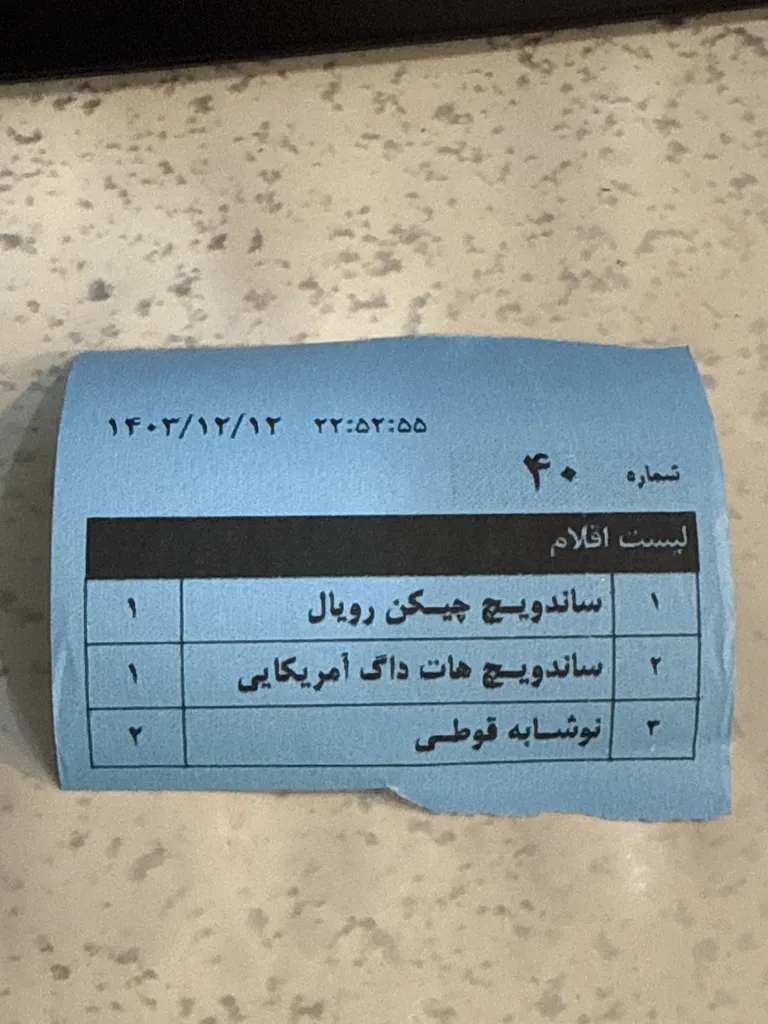 ۱۴۰۳/۱۲/۱۲ ۲۲:۵۲:۵۵
شماره ۴۰
لیست اقلام
۱ ساندویچ چیکن رویال ۱
۲ ساندویچ هات داگ آمریکایی ۱
۳ نوشابه قوطی ۲